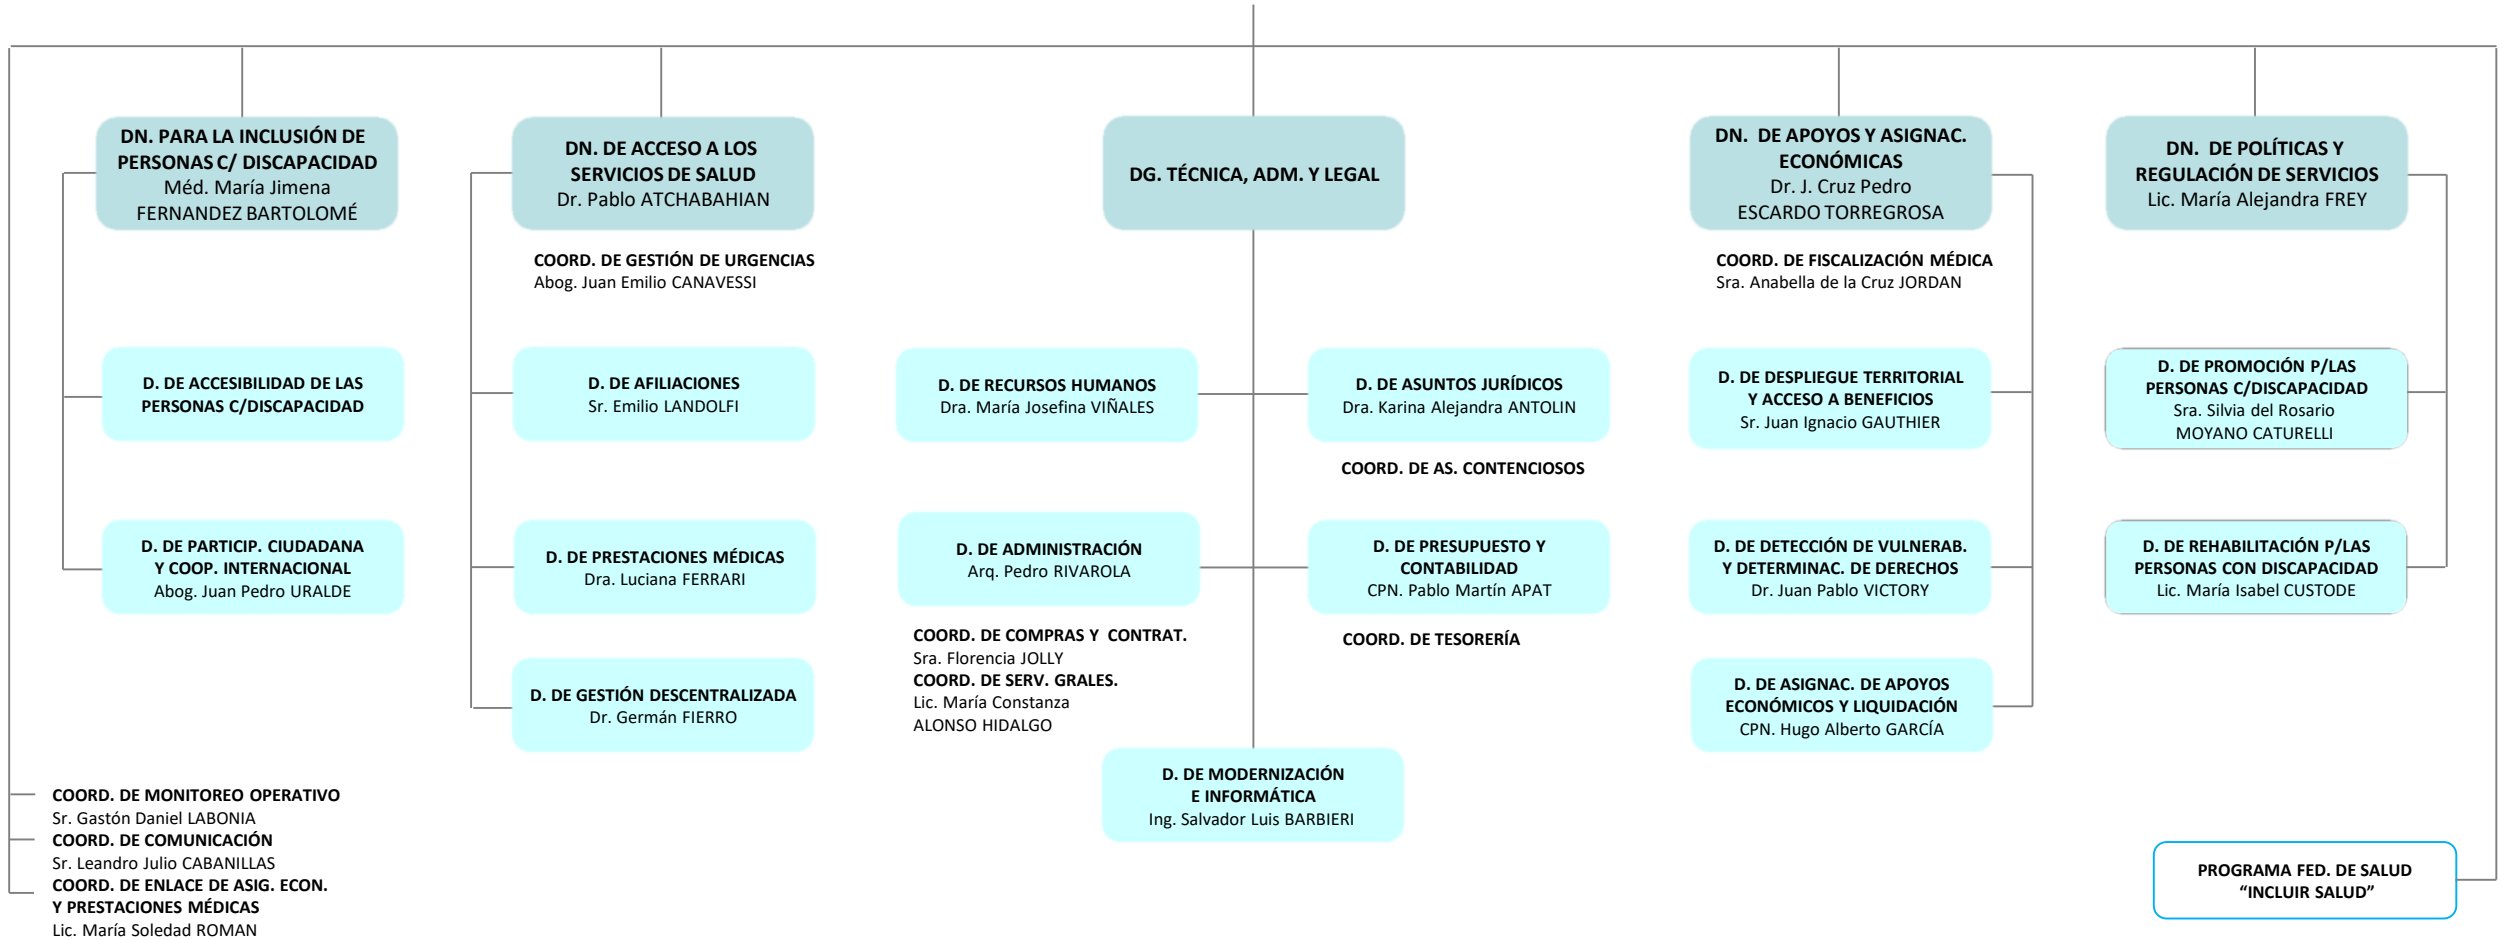 DN. PARA LA INCLUSIÓN DE
PERSONAS C/ DISCAPACIDAD
Méd. María Jimena
FERNANDEZ BARTOLOMÉ
DN. DE ACCESO A LOS
SERVICIOS DE SALUD
Dr. Pablo ATCHABAHIAN
DG. TÉCNICA, ADM. Y LEGAL
DN. DE APOYOS Y ASIGNAC.
ECONÓMICAS
Dr. J. Cruz Pedro
ESCARDO TORREGROSA
DN. DE POLÍTICAS Y
REGULACIÓN DE SERVICIOS
Lic. María Alejandra FREY
COORD. DE GESTIÓN DE URGENCIAS
Abog. Juan Emilio CANAVESSI
COORD. DE FISCALIZACIÓN MÉDICA
Sra. Anabella de la Cruz JORDAN
D. DE ACCESIBILIDAD DE LAS
PERSONAS C/DISCAPACIDAD
D. DE AFILIACIONES
Sr. Emilio LANDOLFI
D. DE RECURSOS HUMANOS
Dra. María Josefina VIÑALES
D. DE ASUNTOS JURÍDICOS
Dra. Karina Alejandra ANTOLIN
COORD. DE AS. CONTENCIOSOS
D. DE DESPLIEGUE TERRITORIAL
Y ACCESO A BENEFICIOS
Sr. Juan Ignacio GAUTHIER
D. DE PROMOCIÓN P/LAS
PERSONAS C/DISCAPACIDAD
Sra. Silvia del Rosario
MOYANO CATURELLI
D. DE PARTICIP. CIUDADANA
Y COOP. INTERNACIONAL
Abog. Juan Pedro URALDE
D. DE PRESTACIONES MÉDICAS
Dra. Luciana FERRARI
D. DE ADMINISTRACIÓN
Arq. Pedro RIVAROLA
D. DE PRESUPUESTO Y
CONTABILIDAD
CPN. Pablo Martín APAT
D. DE DETECCIÓN DE VULNERAB.
Y DETERMINAC. DE DERECHOS
Dr. Juan Pablo VICTORY
D. DE REHABILITACIÓN P/LAS
PERSONAS CON DISCAPACIDAD
Lic. María Isabel CUSTODE
COORD. DE COMPRAS Y CONTRAT.
Sra. Florencia JOLLY
COORD. DE SERV. GRALES.
Lic. María Constanza
ALONSO HIDALGO
COORD. DE TESORERÍA
D. DE GESTIÓN DESCENTRALIZADA
Dr. Germán FIERRO
D. DE ASIGNAC. DE APOYOS
ECONÓMICOS Y LIQUIDACIÓN
CPN. Hugo Alberto GARCÍA
D. DE MODERNIZACIÓN
E INFORMÁTICA
Ing. Salvador Luis BARBIERI
COORD. DE MONITOREO OPERATIVO
Sr. Gastón Daniel LABONIA
COORD. DE COMUNICACIÓN
Sr. Leandro Julio CABANILLAS
COORD. DE ENLACE DE ASIG. ECON.
Y PRESTACIONES MÉDICAS
Lic. María Soledad ROMAN
PROGRAMA FED. DE SALUD
“INCLUIR SALUD”